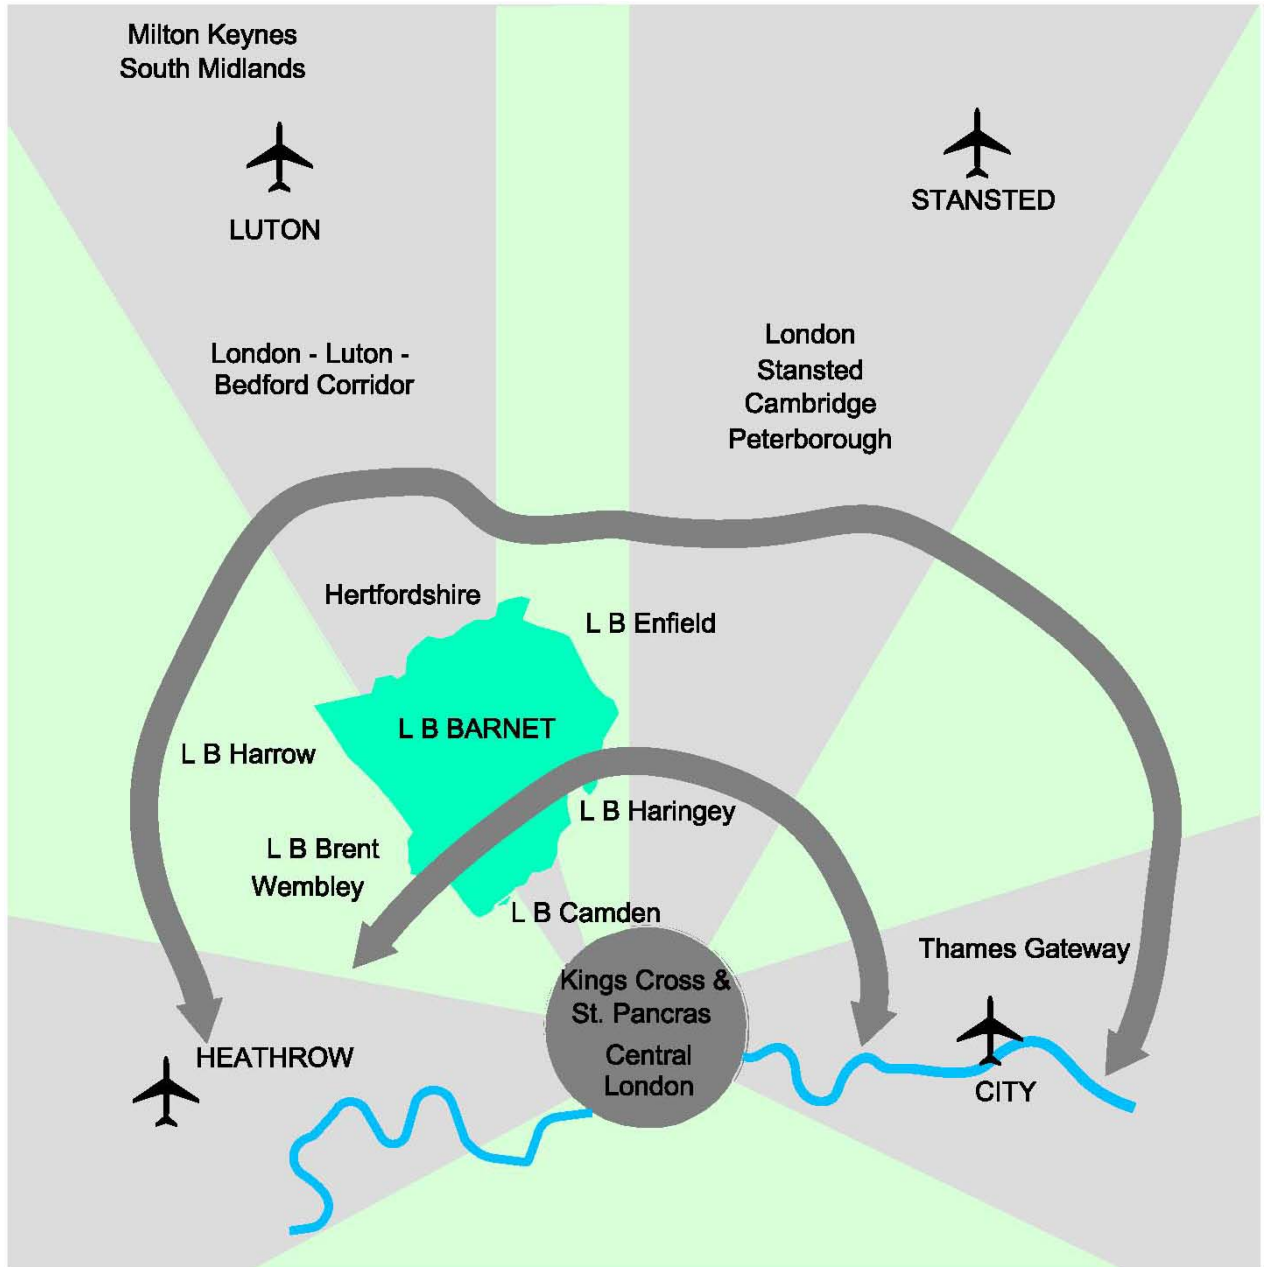 Milton Keynes
South Midlands
LUTON
STANSTED
London - Luton -
Bedford Corridor
London
Stansted
Cambridge
Peterborough
Hertfordshire
L B Enfield
L B BARNET
L B Harrow
L B Haringey
L B Brent
Wembley
L B Camden
Thames Gateway
Kings Cross &
St. Pancras
Central
London
HEATHROW
CITY